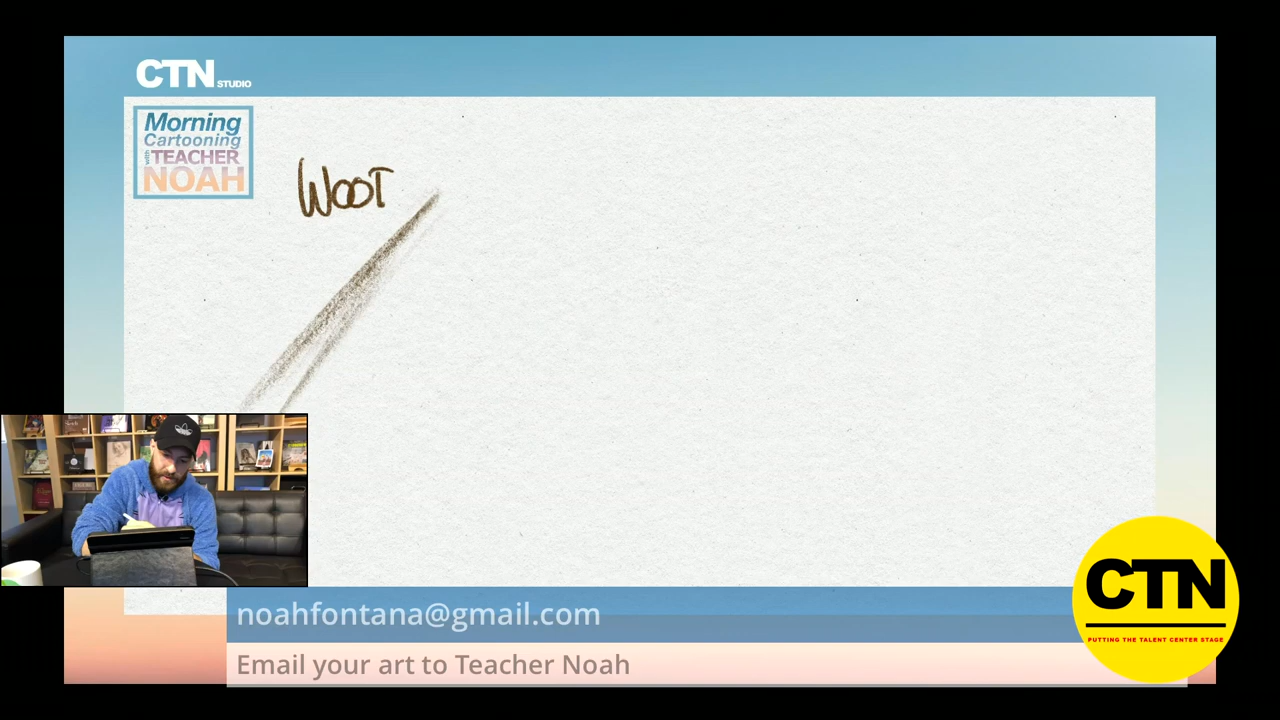 CTN STUDIO
Morning
Cartooning
with TEACHER
NOAH
WOOT
noahfontana@gmail.com
Email your art to Teacher Noah
CTN
PUTTING THE TALENT CENTER STAGE